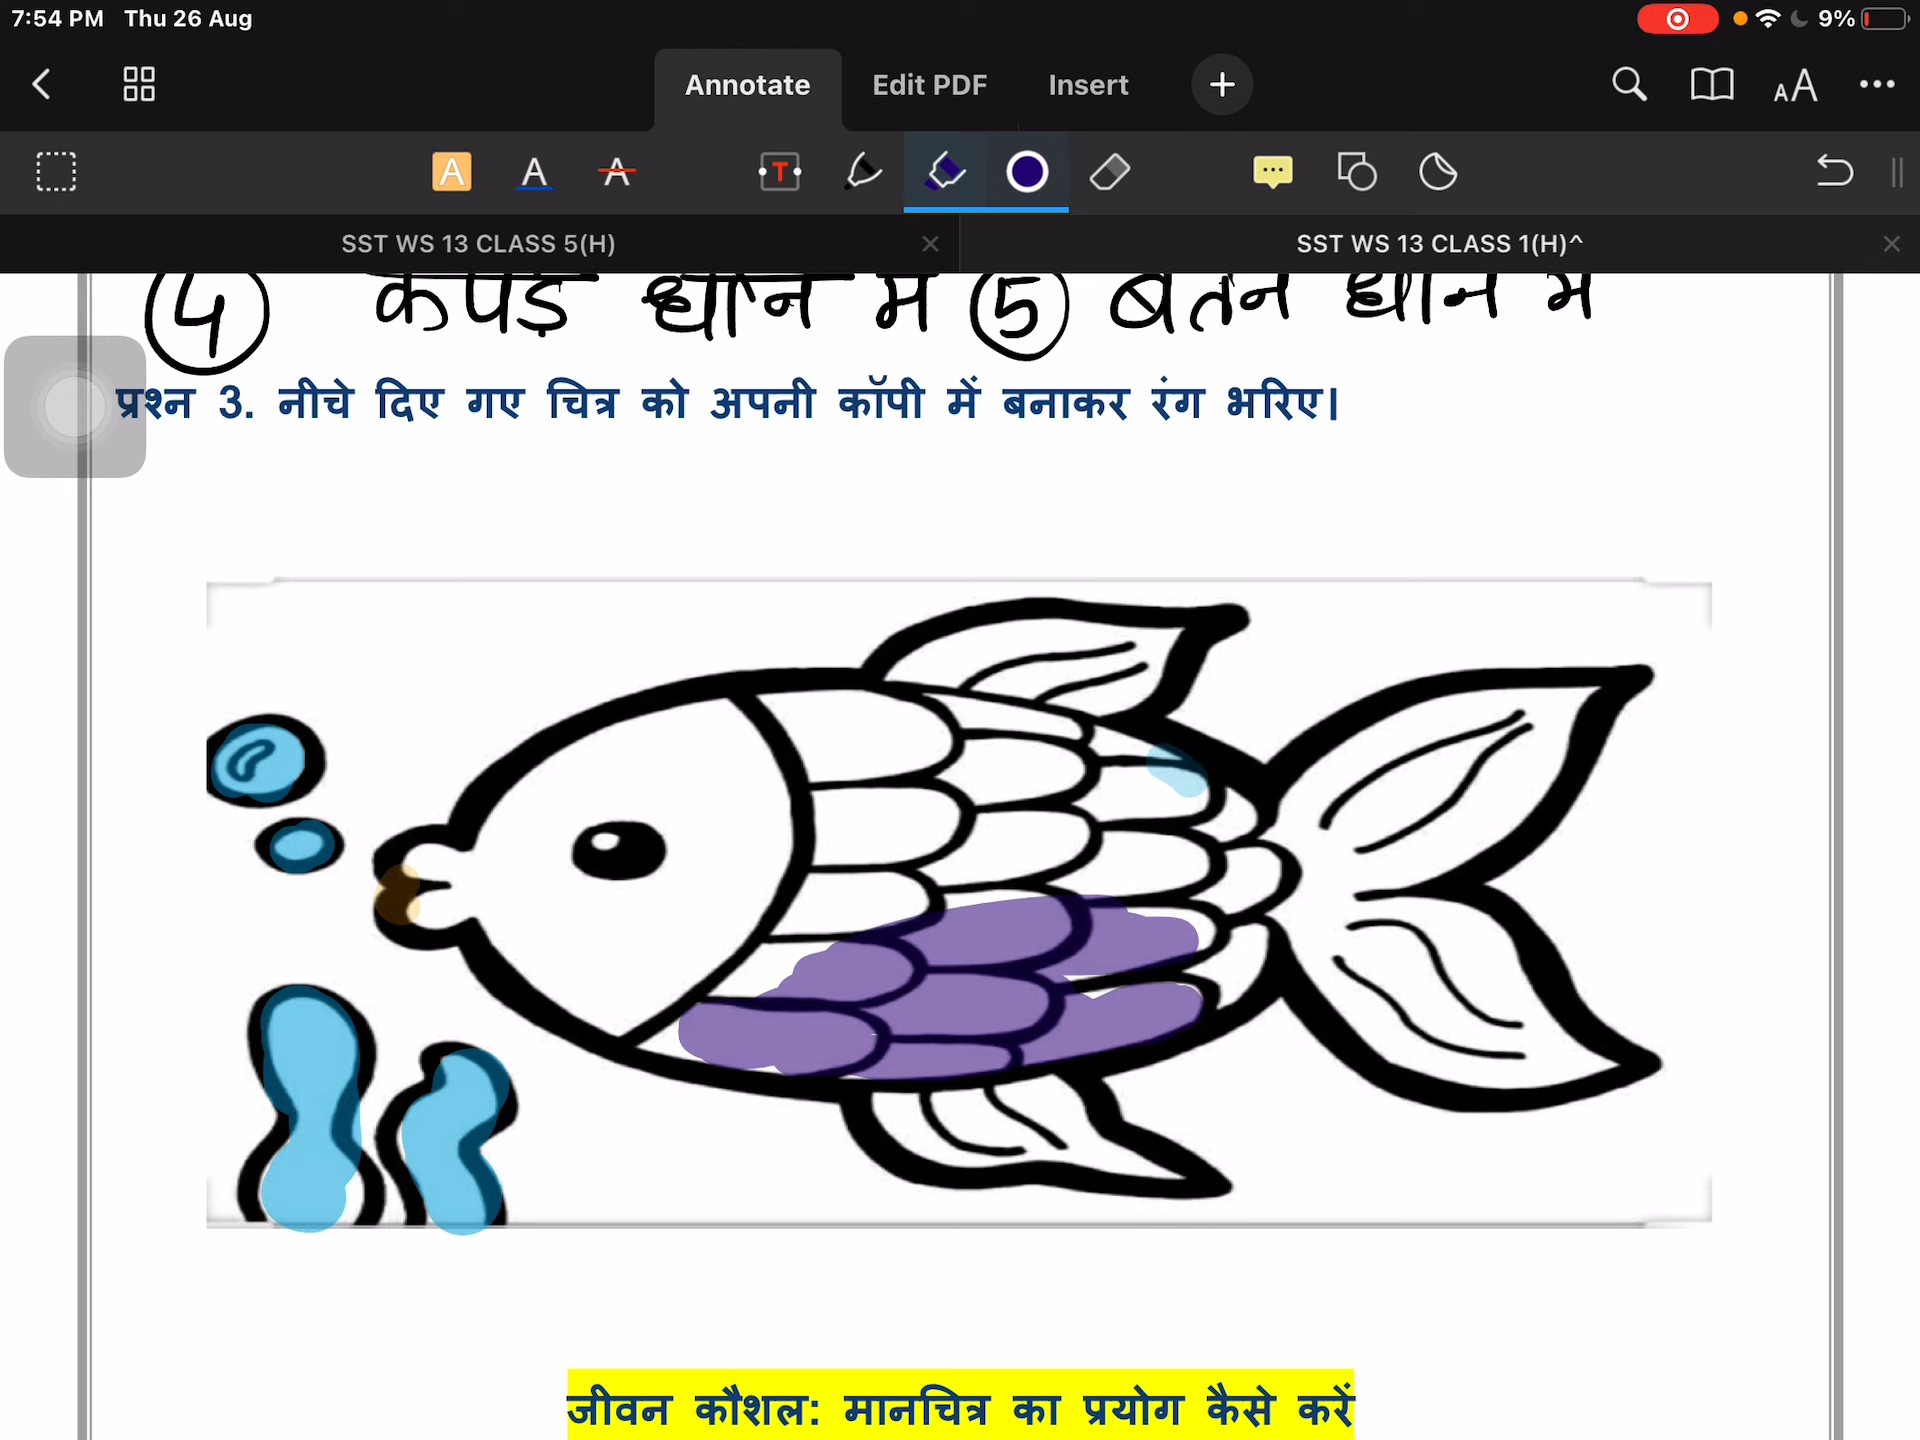 7:54 PM Thu 26 Aug 9%
Annotate Edit PDF Insert +
AA
A A A T
SST WS 13 CLASS 5(H) SST WS 13 CLASS 1(H)^
4 कपड़े धोने में 5 बर्तन धोने में
प्रश्न 3. नीचे दिए गए चित्र को अपनी कॉपी में बनाकर रंग भरिए।
जीवन कौशल: मानचित्र का प्रयोग कैसे करें